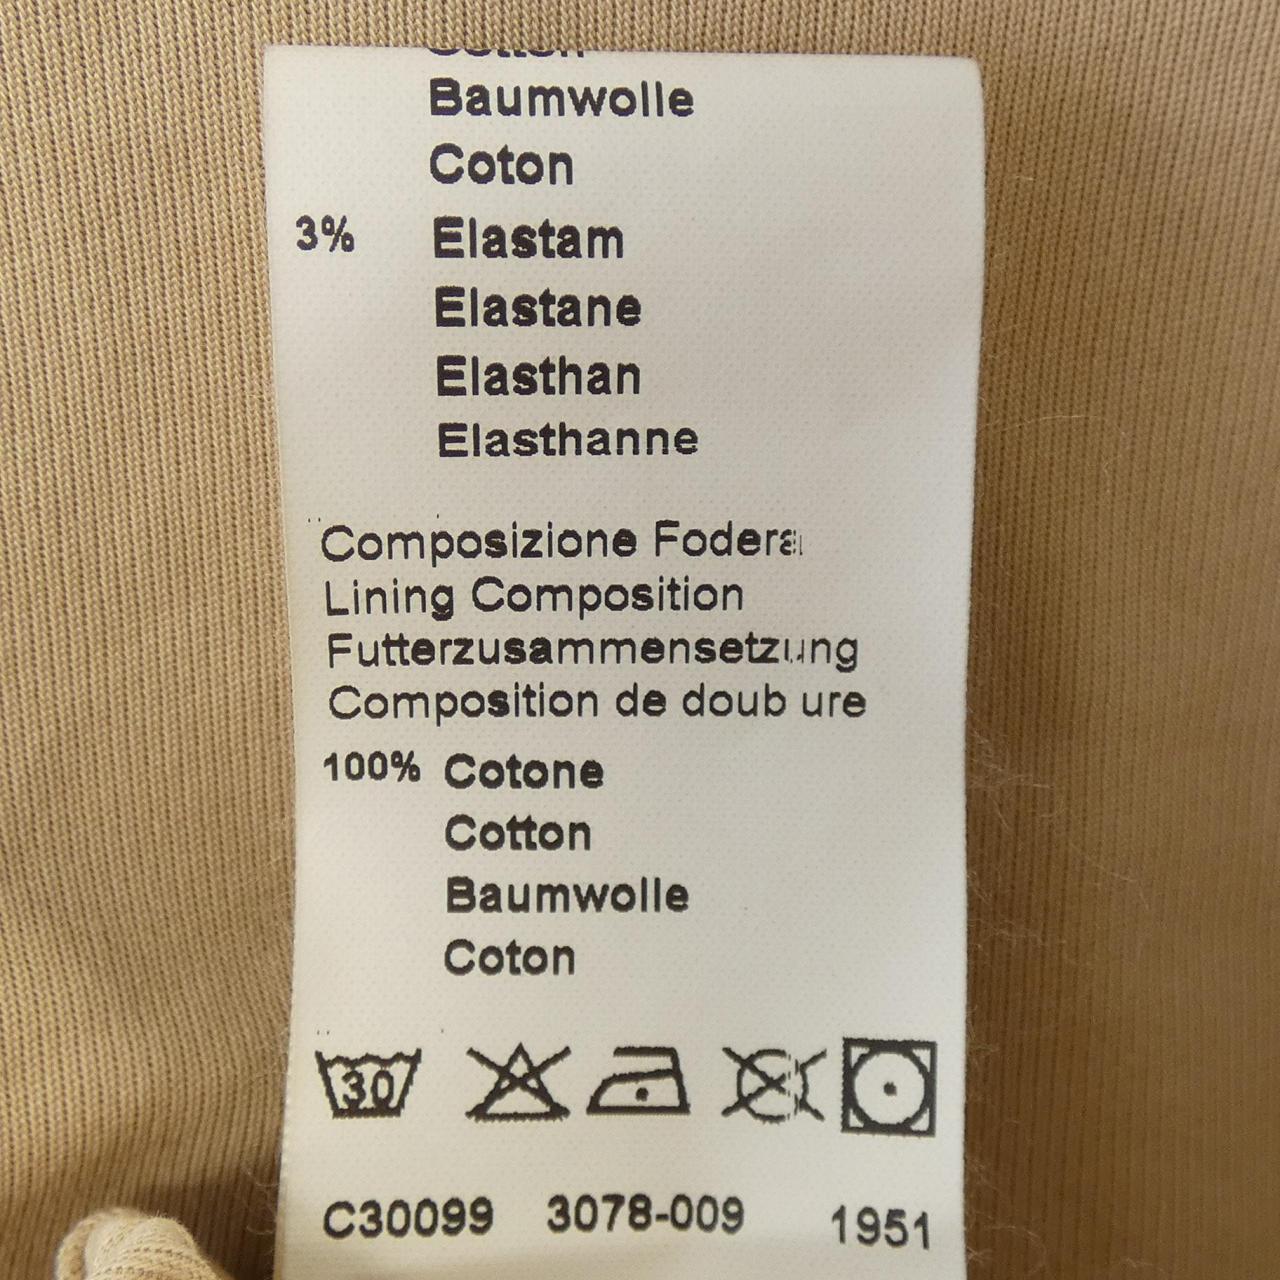 Cotton
Baumwolle
Coton
3% Elastam
Elastane
Elasthan
Elasthanne
Composizione Fodera
Lining Composition
Futterzusammensetzung
Composition de doub ure
100% Cotone
Cotton
Baumwolle
Coton
30
C30099 3078-009 1951